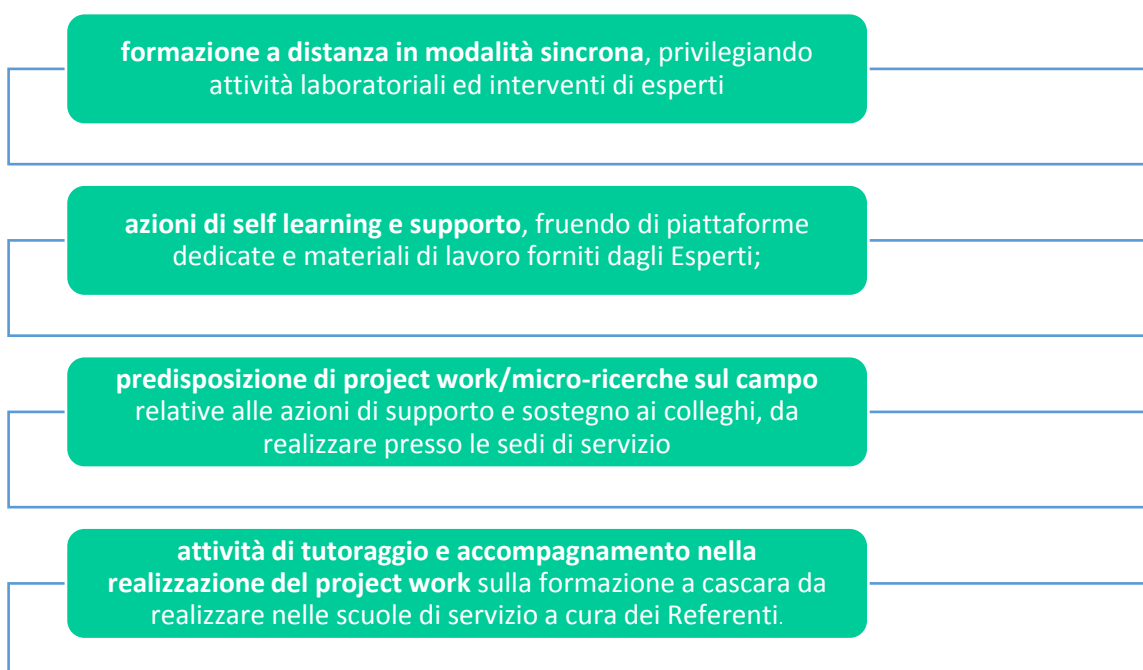 formazione a distanza in modalità sincrona, privilegiando
attività laboratoriali ed interventi di esperti
azioni di self learning e supporto, fruendo di piattaforme
dedicate e materiali di lavoro forniti dagli Esperti;
predisposizione di project work/micro-ricerche sul campo
relative alle azioni di supporto e sostegno ai colleghi, da
realizzare presso le sedi di servizio
attività di tutoraggio e accompagnamento nella
realizzazione del project work sulla formazione a cascara da
realizzare nelle scuole di servizio a cura dei Referenti.